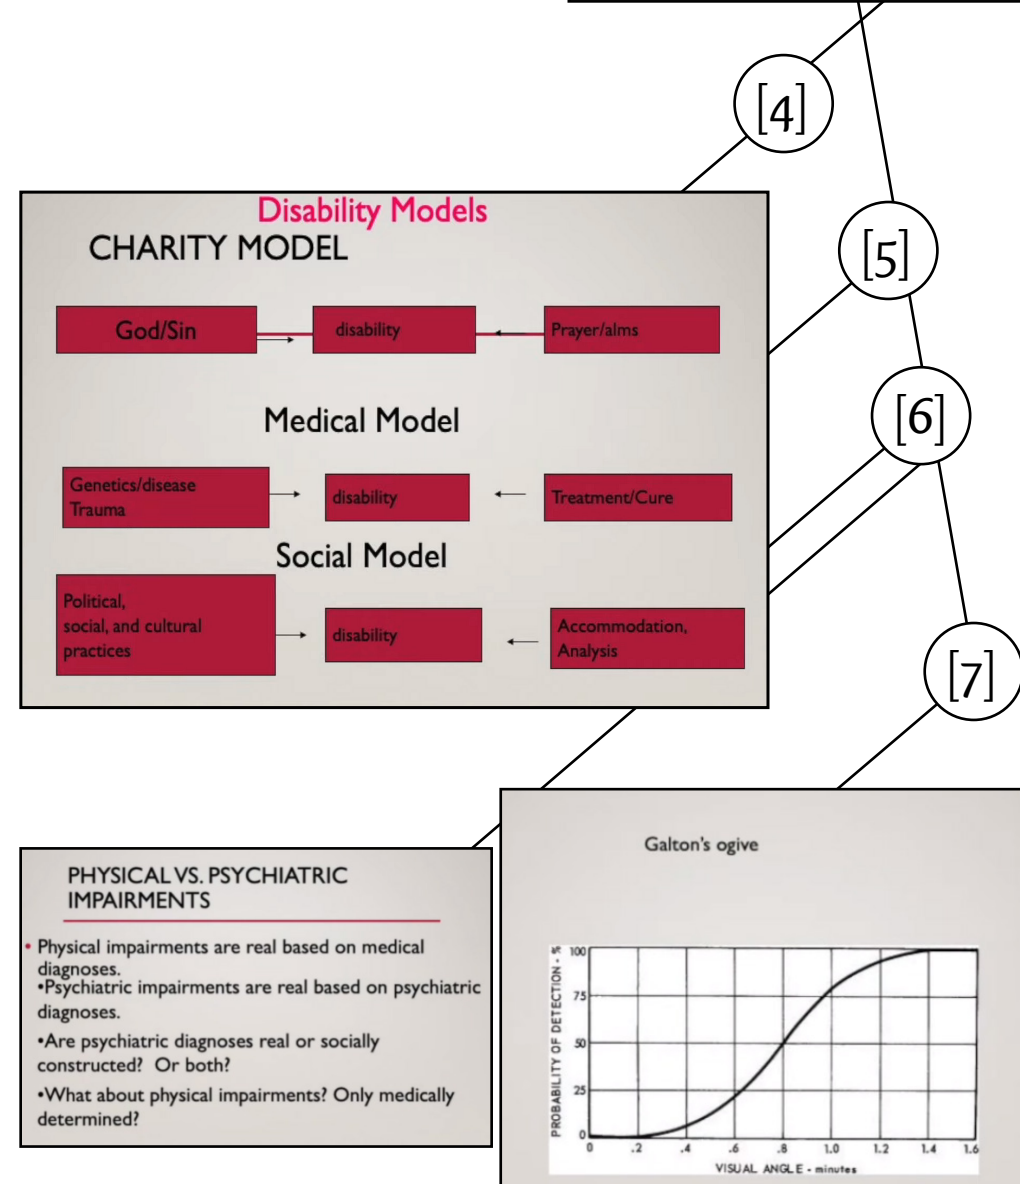 [4]
[5]
[6]
[7]
Disability Models
CHARITY MODEL
God/Sin
disability
Prayer/alms
Medical Model
Genetics/disease
Trauma
disability
Treatment/Cure
Social Model
Political,
social, and cultural
practices
disability
Accommodation,
Analysis
PHYSICAL VS. PSYCHIATRIC
IMPAIRMENTS
• Physical impairments are real based on medical
diagnoses.
•Psychiatric impairments are real based on psychiatric
diagnoses.
•Are psychiatric diagnoses real or socially
constructed? Or both?
•What about physical impairments? Only medically
determined?
Galton's ogive
PROBABILITY OF DETECTION - %
100
75
50
25
0
0 .2 .4 .6 .8 1.0 1.2 1.4 1.6
VISUAL ANGLE - minutes